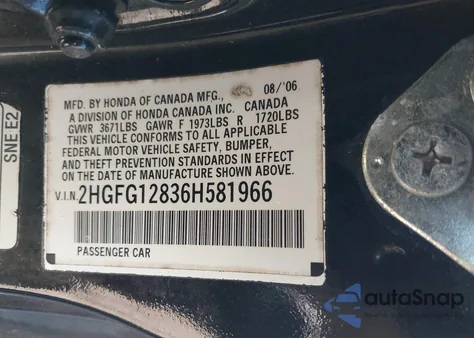 SNE E2
MFD. BY HONDA OF CANADA MFG., 08/'06
A DIVISION OF HONDA CANADA INC. CANADA
GVWR 3671LBS GAWR F 1973LBS R 1720LBS
THIS VEHICLE CONFORMS TO ALL APPLICABLE
FEDERAL MOTOR VEHICLE SAFETY, BUMPER,
AND THEFT PREVENTION STANDARDS IN EFFECT
ON THE DATE OF MANUFACTURE SHOWN ABOVE.
V.I.N. 2HGFG12836H581966
PASSENGER CAR
autoSnap